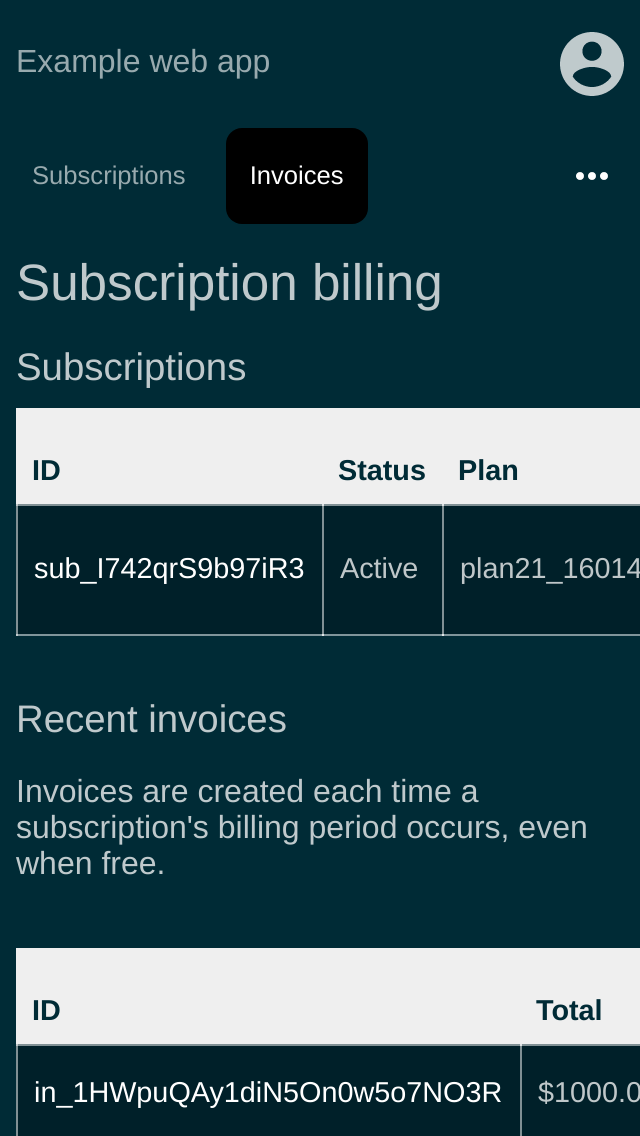 Example web app
Subscriptions Invoices
Subscription billing
Subscriptions
ID Status Plan
sub_I742qrS9b97iR3 Active plan21_16014
Recent invoices
Invoices are created each time a
subscription's billing period occurs, even
when free.
ID Total
in_1HWpuQAy1diN5On0w5o7NO3R $1000.0